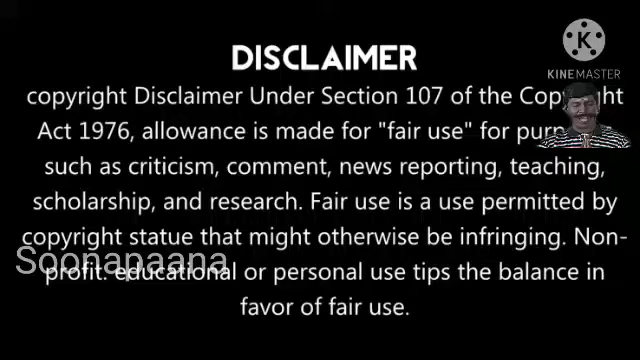 DISCLAIMER
KINEMASTER
copyright Disclaimer Under Section 107 of the Copyright
Act 1976, allowance is made for "fair use" for
such as criticism, comment, news reporting, teaching,
scholarship, and research. Fair use is a use permitted by
copyright statue that might otherwise be infringing. Non-
profit. educational or personal use tips the balance in
Soonapaana
favor of fair use.